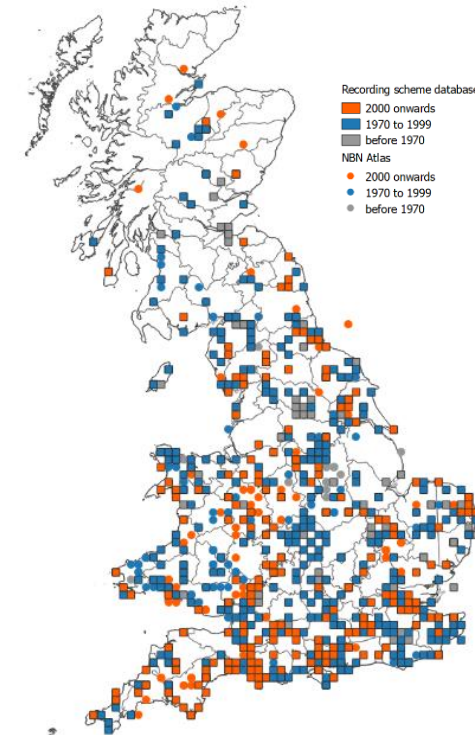 Recording scheme database
2000 onwards
1970 to 1999
before 1970
NBN Atlas
2000 onwards
1970 to 1999
before 1970